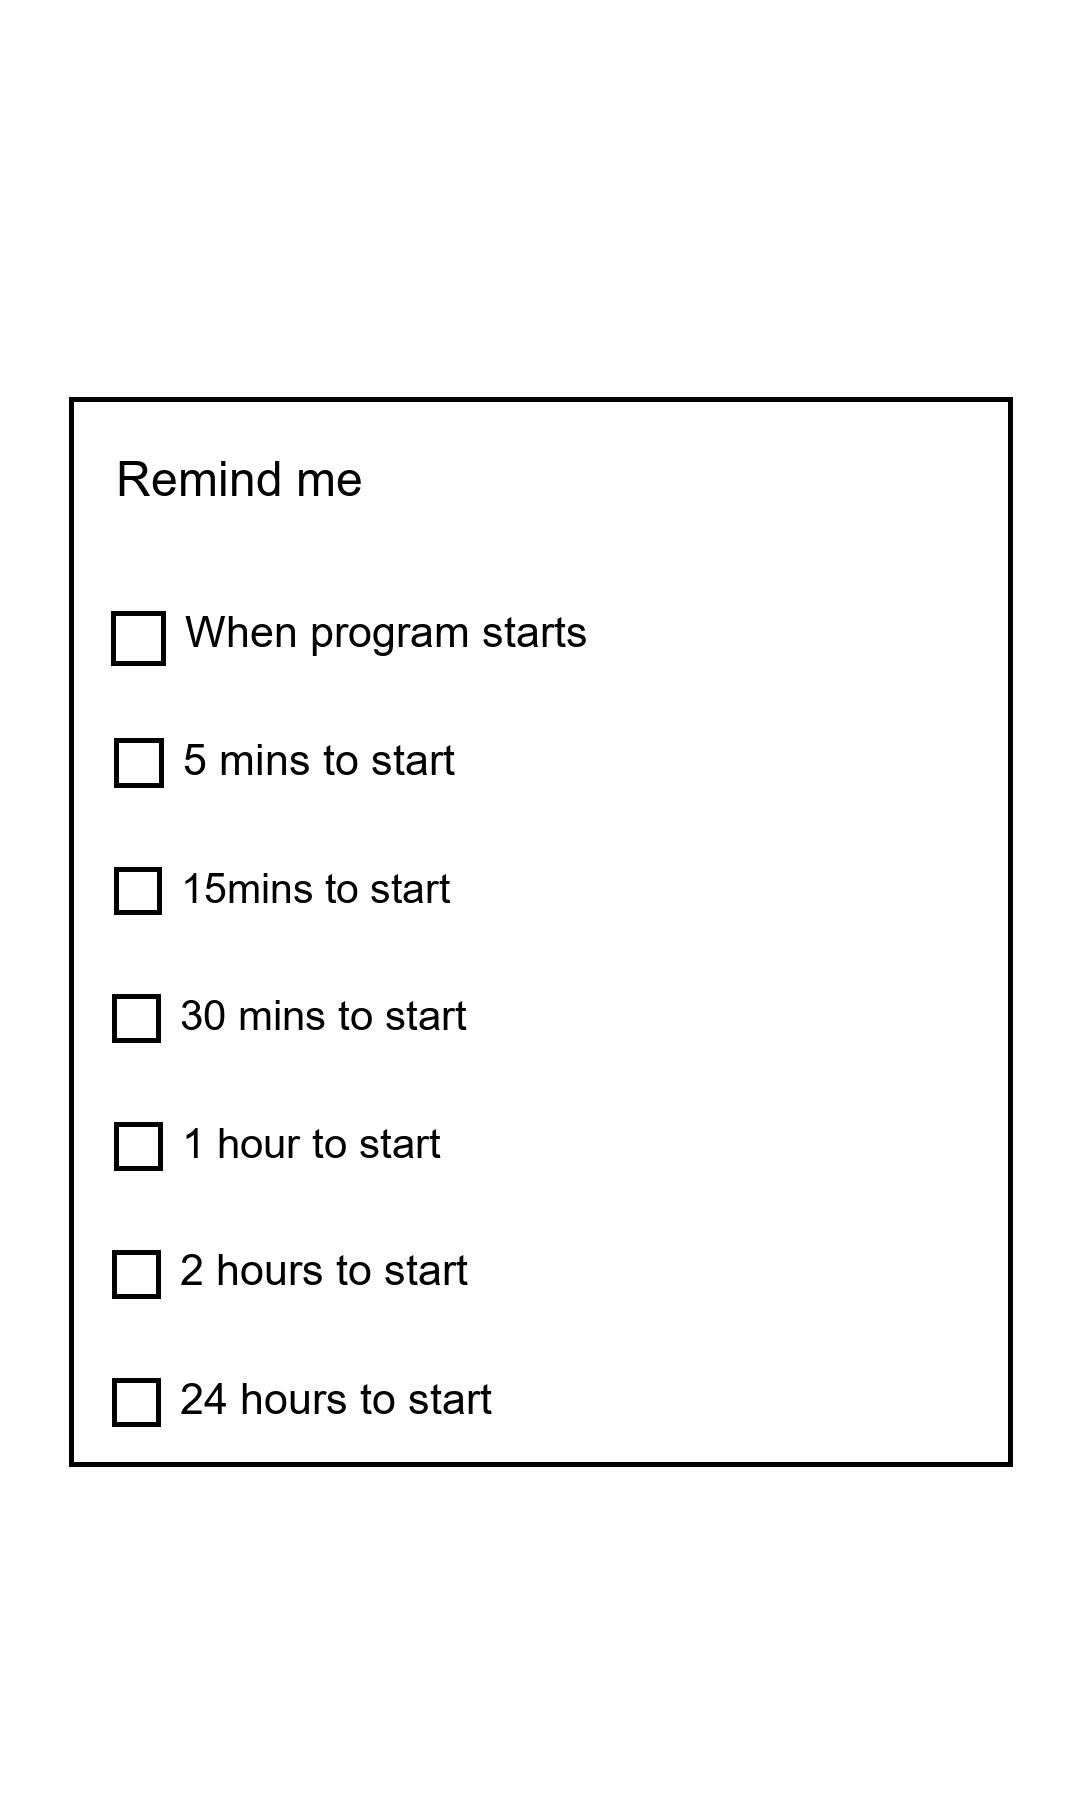 Remind me
When program starts
5 mins to start
15mins to start
30 mins to start
1 hour to start
2 hours to start
24 hours to start